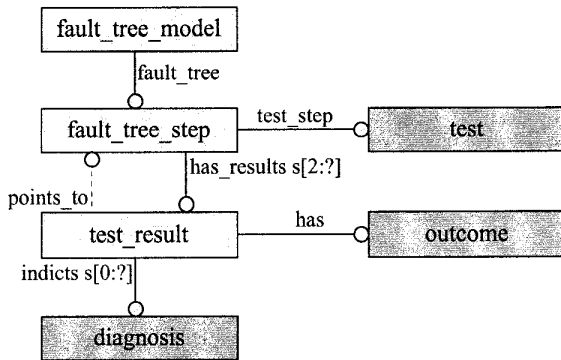 fault_tree_model
fault_tree
fault_tree_step
test_step
test
has_results s[2:?]
points_to
test_result
has
outcome
indicts s[0:?]
diagnosis